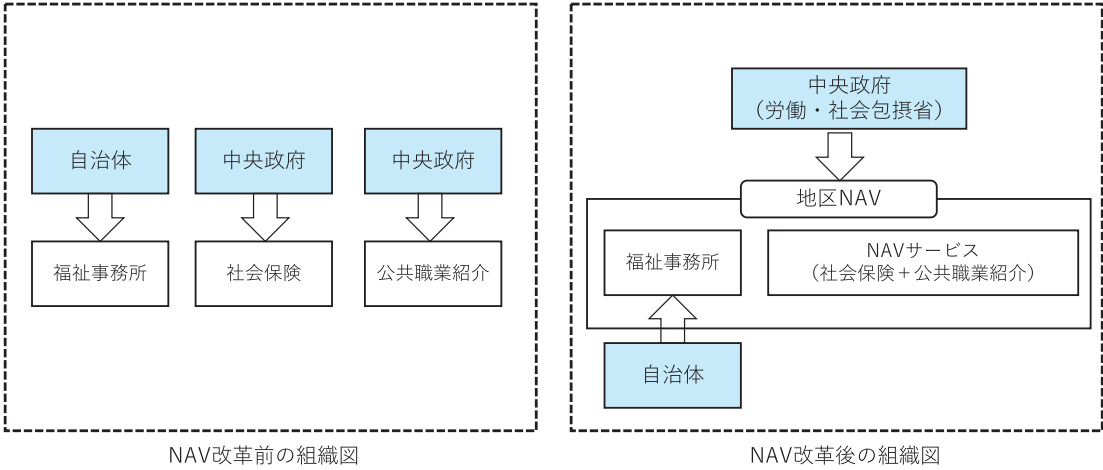 自治体
中央政府
中央政府
福祉事務所
社会保険
公共職業紹介
NAV改革前の組織図
中央政府
（労働・社会包摂省）
地区NAV
福祉事務所
NAVサービス
（社会保険＋公共職業紹介）
自治体
NAV改革後の組織図